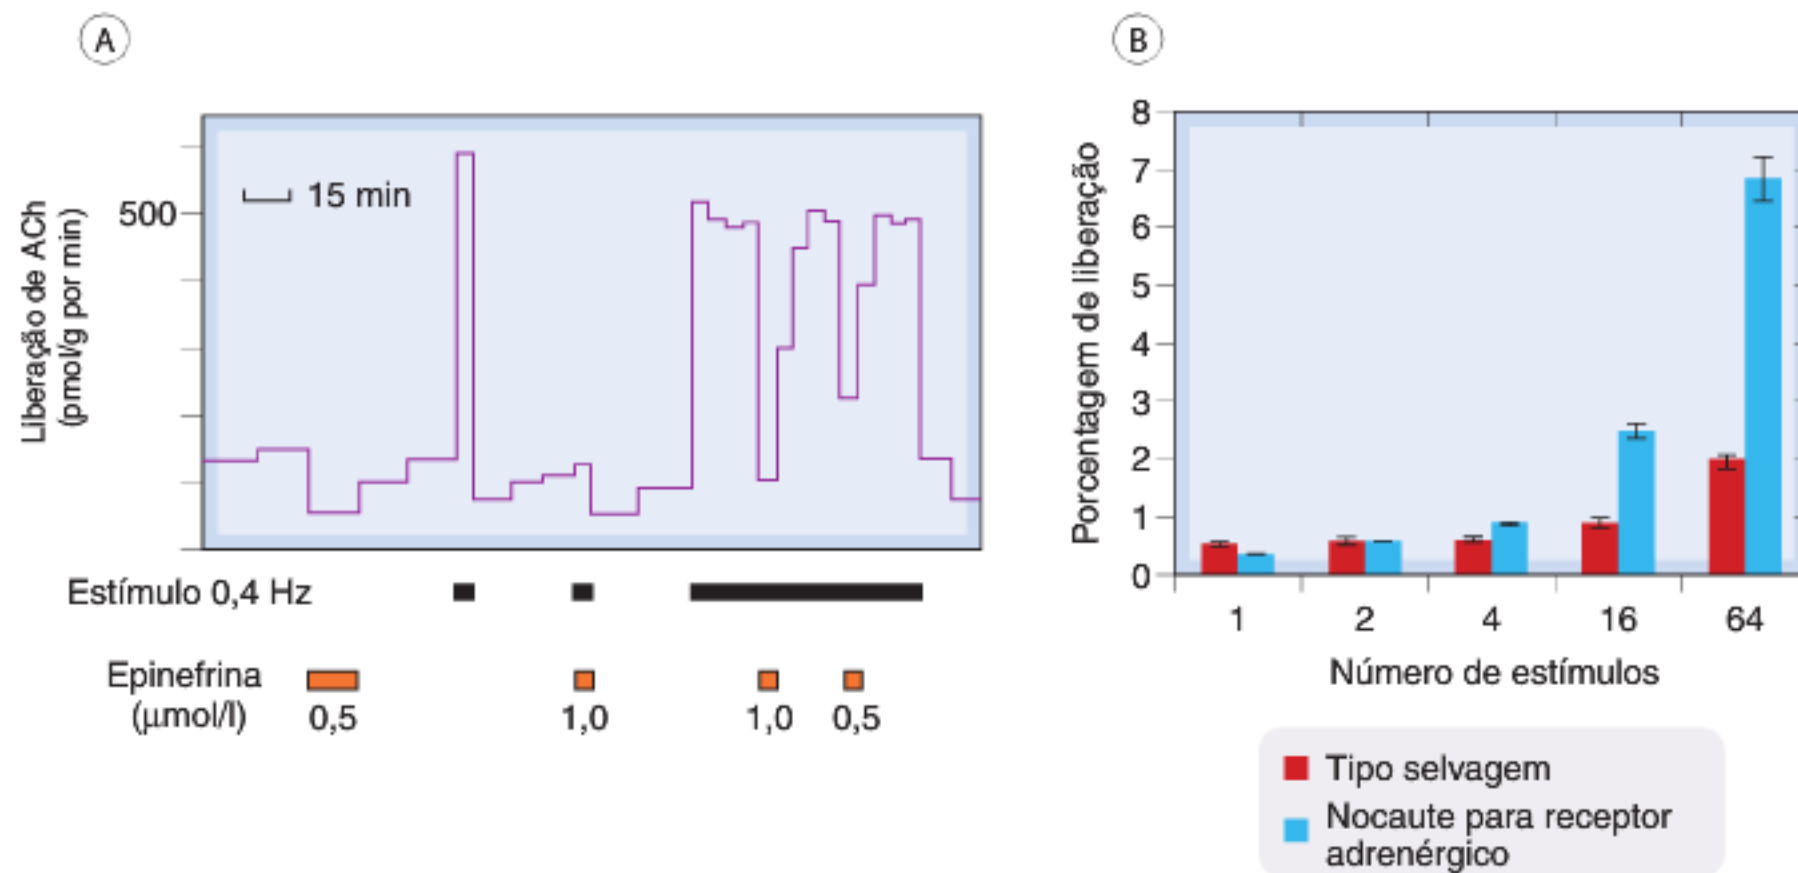 A
Liberação de ACh
(pmol/g por min)
500
15 min
Estímulo 0,4 Hz
Epinefrina
(μmol/l)
0,5
1,0
1,0
0,5
B
Porcentagem de liberação
8
7
6
5
4
3
2
1
0
1
2
4
16
64
Número de estímulos
Tipo selvagem
Nocaute para receptor
adrenérgico